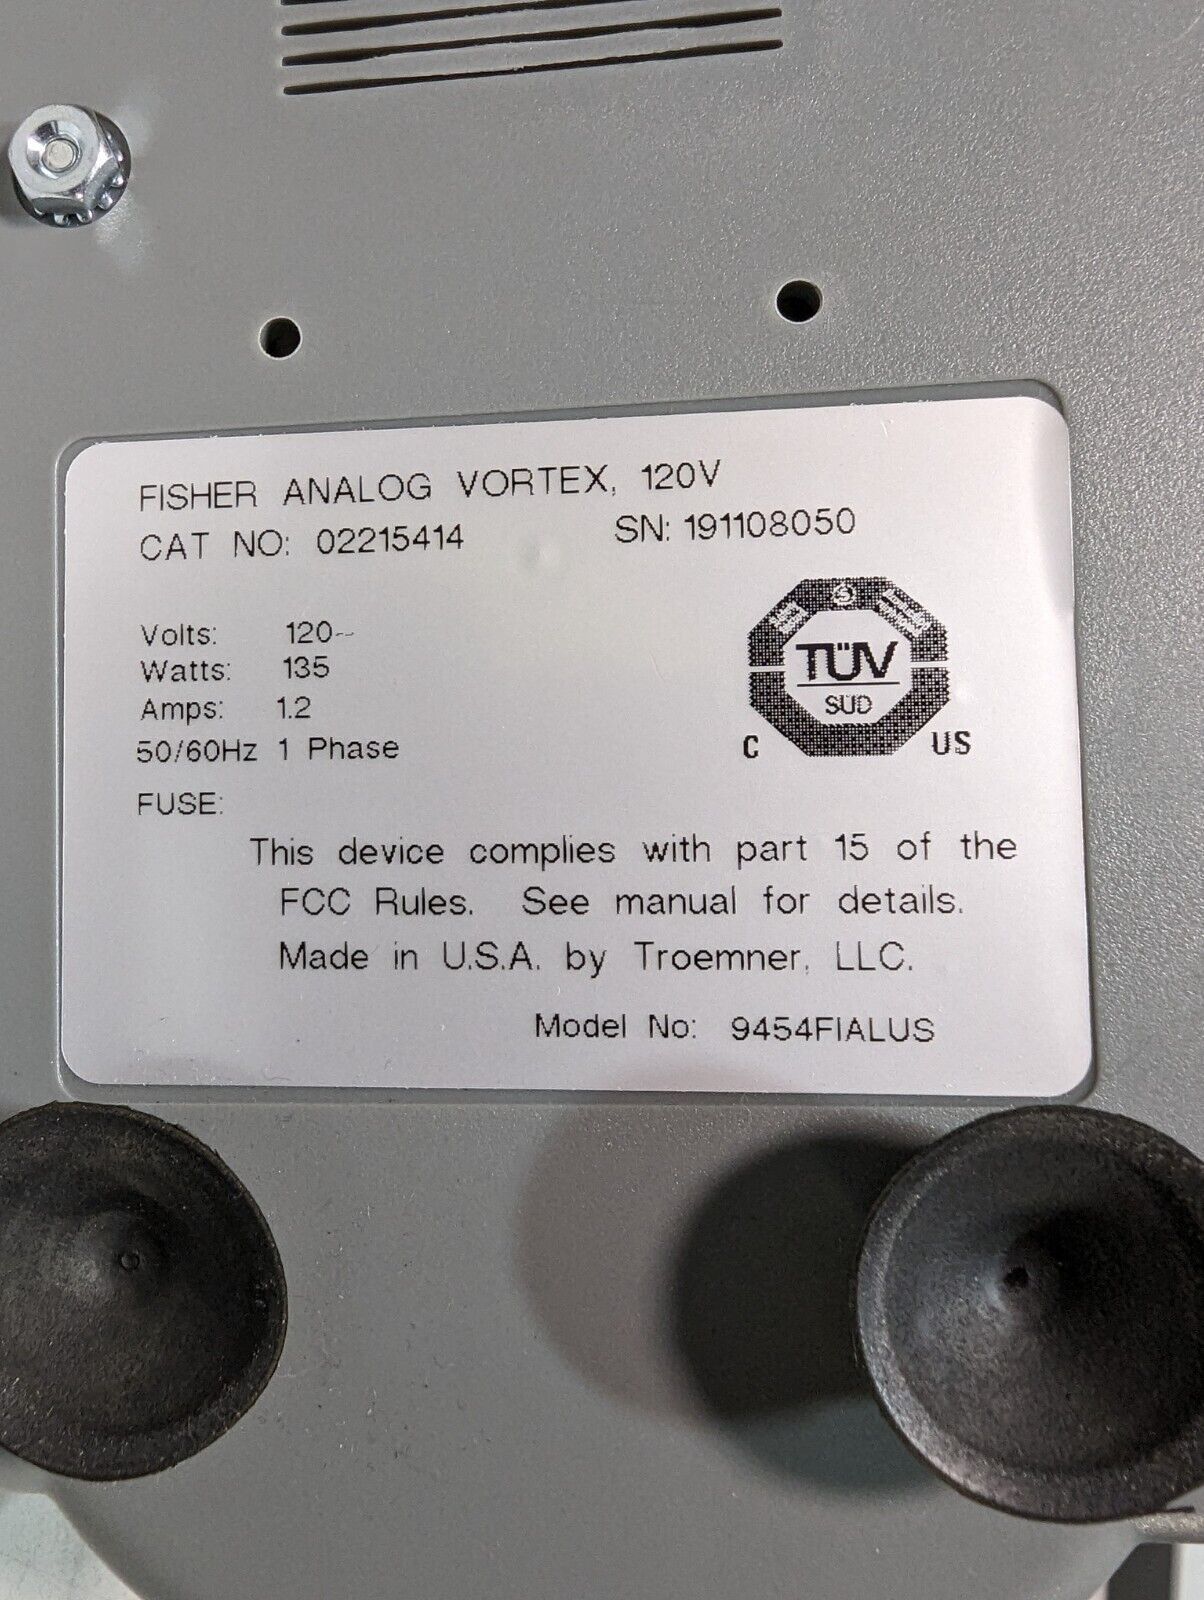 FISHER ANALOG VORTEX, 120V
CAT NO: 02215414 SN: 191108050
Volts: 120~
Watts: 135
Amps: 1.2
50/60Hz 1 Phase
FUSE:
TÜV
SÜD
C US
This device complies with part 15 of the
FCC Rules. See manual for details.
Made in U.S.A. by Troemner, LLC.
Model No: 9454FIALUS